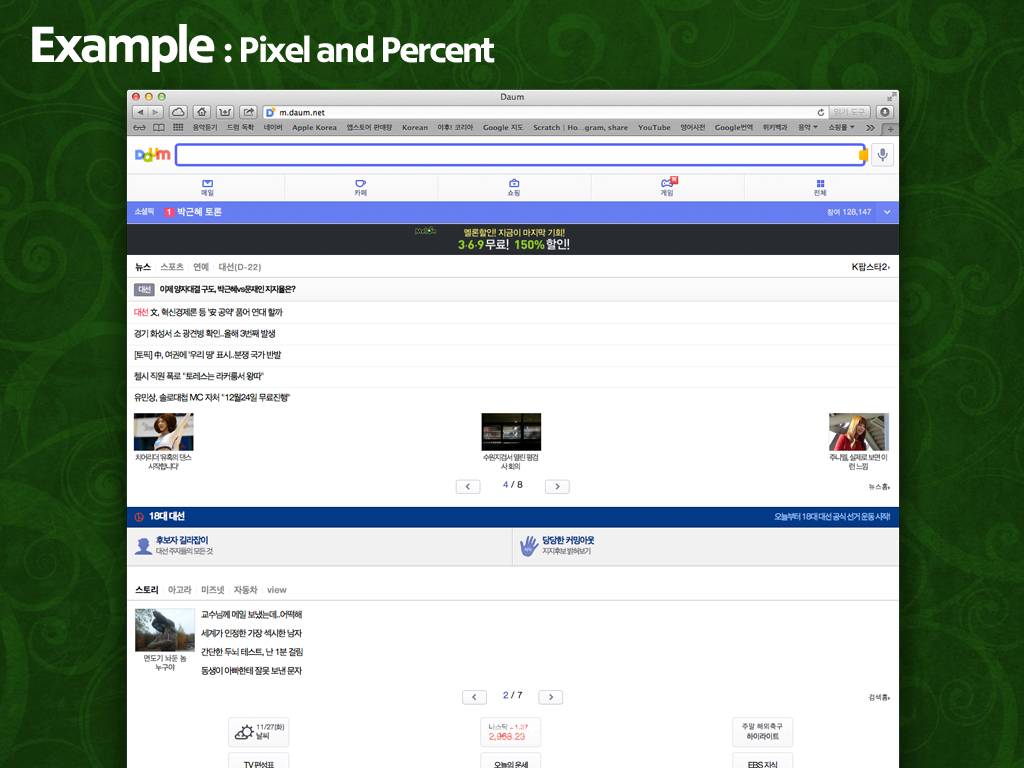 Example : Pixel and Percent
Daum
m.daum.net
읽기 도구
음악듣기 드럼 독학 네이버 Apple Korea 앱스토어 판매량 Korean 야후! 코리아 Google 지도 Scratch | Ho...gram, share YouTube 영어사전 Google번역 위키백과 음악 쇼핑몰
Daum
메일 카페 쇼핑 게임 전체
소셜픽 1 박근혜 토론 참여 128,147
멜론할인! 지금이 마지막 기회!
3·6·9 무료! 150% 할인!
뉴스 스포츠 연예 대선(D-22) K팝스타2
대선 이제 양자대결 구도, 박근혜vs문재인 지지율은?
대선 文, 혁신경제론 등 '安 공약' 품어 연대 할까
경기 화성서 소 광견병 확인..올해 3번째 발생
[토픽] 中, 여권에 '우리 땅' 표시..분쟁 국가 반발
첼시 직원 폭로 "토레스는 라커룸서 왕따"
유민상, 솔로대첩 MC 자처 "12월24일 무료진행"
치어리더 '유혹의 댄스 시작합니다!' 수원지검서 열린 평검사 회의 주니엘, 실제로 보면 이런 느낌
4 / 8 뉴스홈
18대 대선 오늘부터 18대 대선 공식 선거 운동 시작!
후보자 길라잡이 당당한 커밍아웃
대선 주자들의 모든 것 지지후보 밝혀보기
스토리 아고라 미즈넷 자동차 view
교수님께 메일 보냈는데..어떡해
세계가 인정한 가장 섹시한 남자
간단한 두뇌 테스트, 난 1분 걸림
동생이 아빠한테 잘못 보낸 문자
면도기 놔둔 놈
누구야
2 / 7 검색홈
11/27(화) 나스닥 주말 해외축구
날씨 하이라이트
TV 편성표 오늘의 운세 EBS 지식